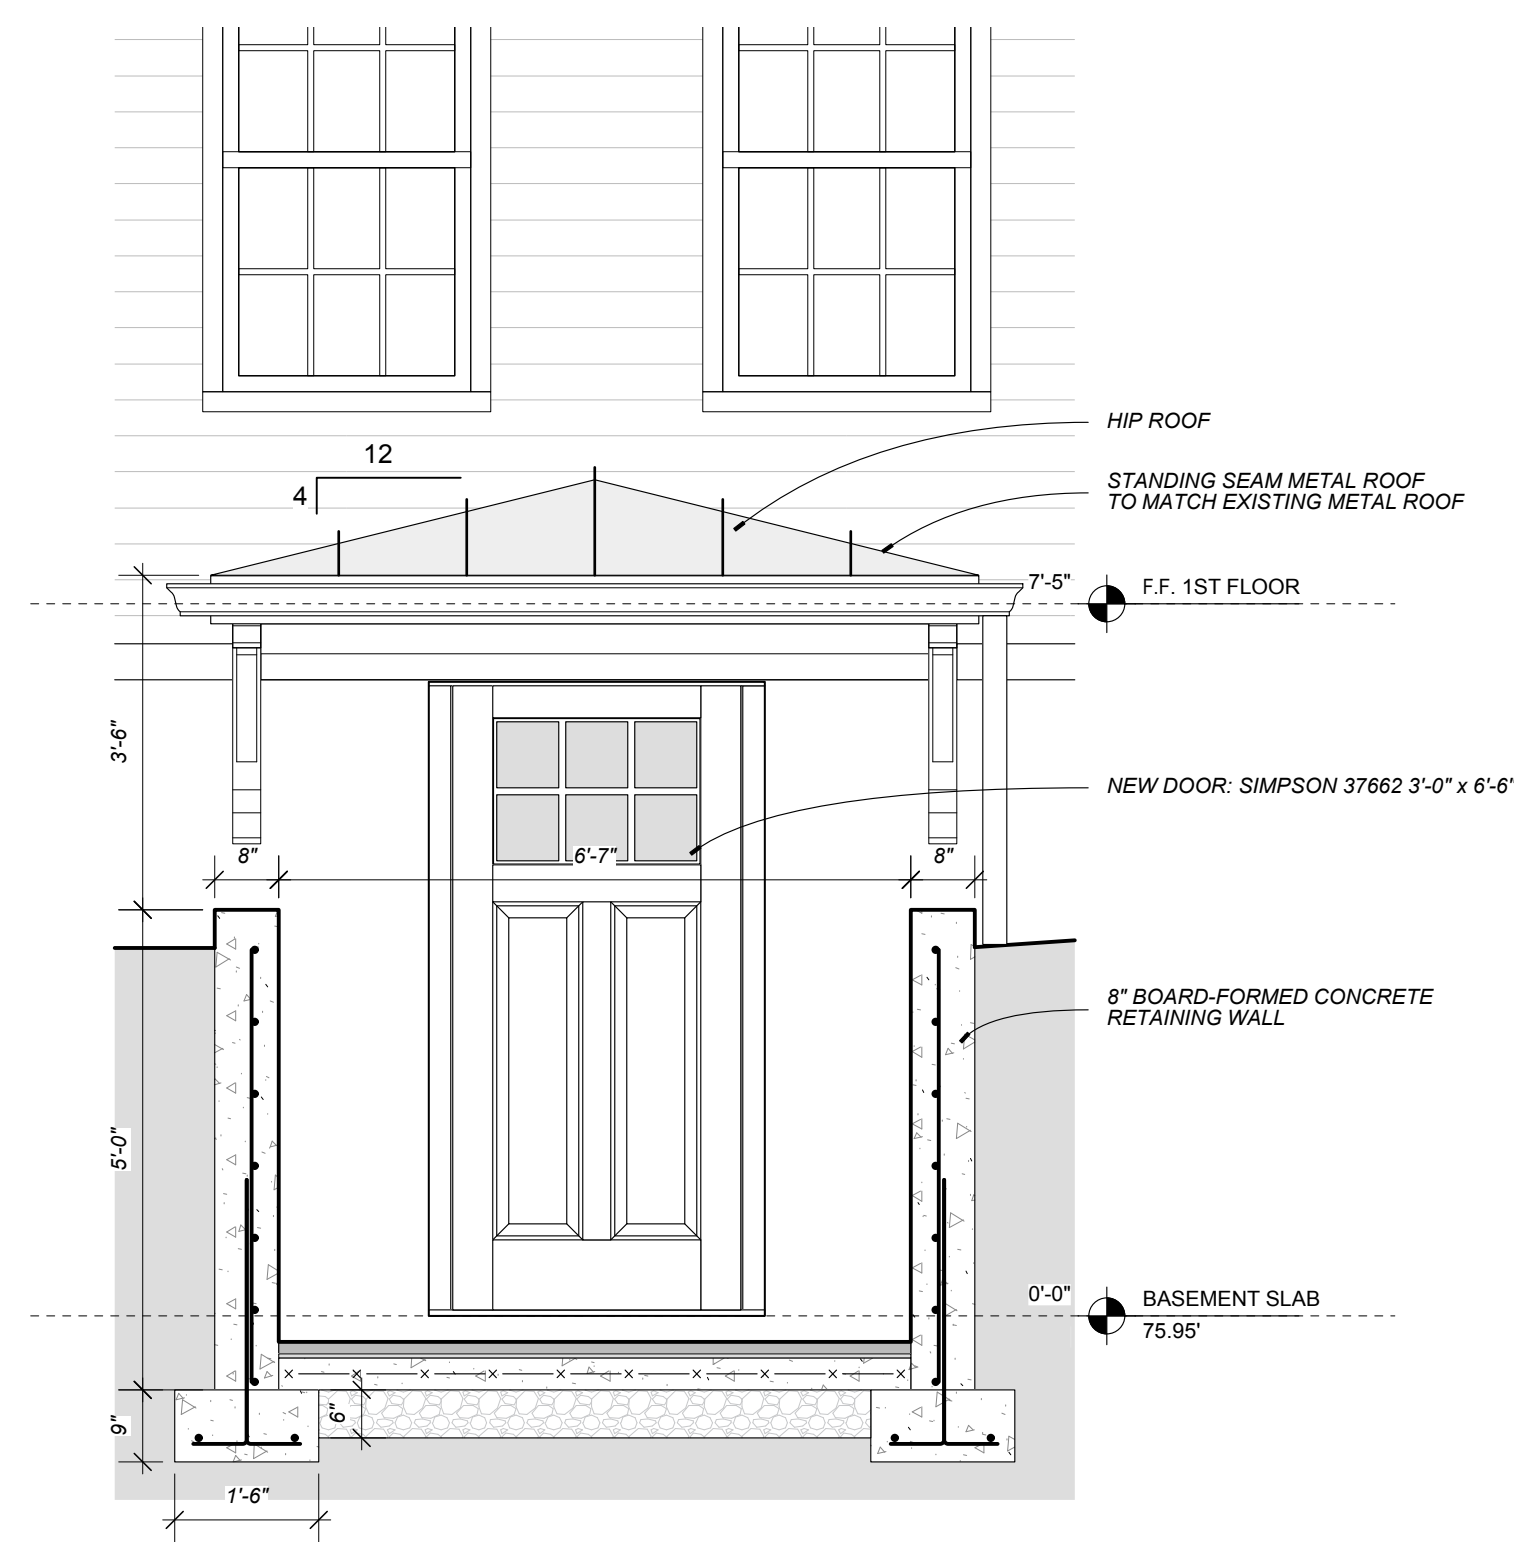 HIP ROOF
12
4
STANDING SEAM METAL ROOF
TO MATCH EXISTING METAL ROOF
7'-5"
F.F. 1ST FLOOR
3'-6"
NEW DOOR: SIMPSON 37662 3'-0" x 6'-6"
8"
6'-7"
8"
8" BOARD-FORMED CONCRETE
RETAINING WALL
5'-0"
0'-0"
BASEMENT SLAB
75.95'
9"
6"
1'-6"